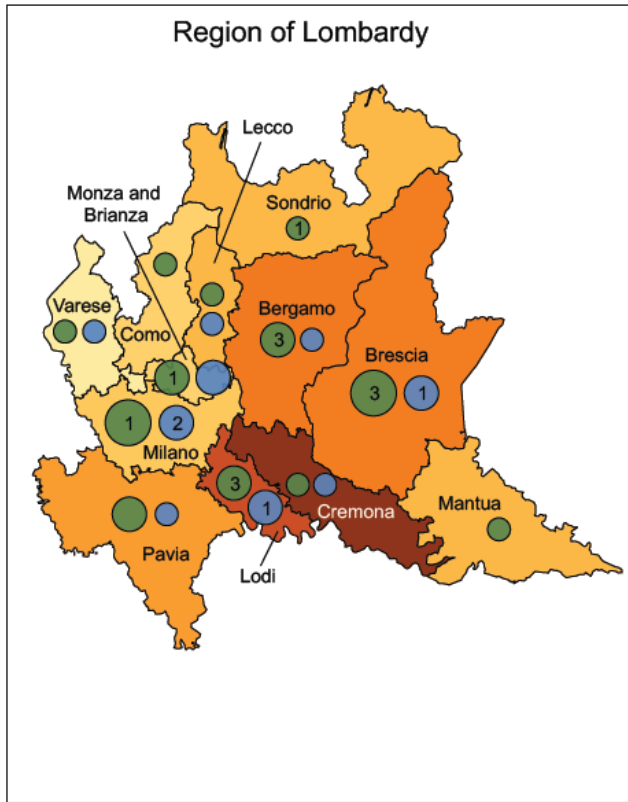 Region of Lombardy
Lecco
Monza and
Brianza
Sondrio
1
Varese
Como
Bergamo
3
Brescia
3
1
1
1
2
Milano
3
1
Cremona
Mantua
Pavia
Lodi